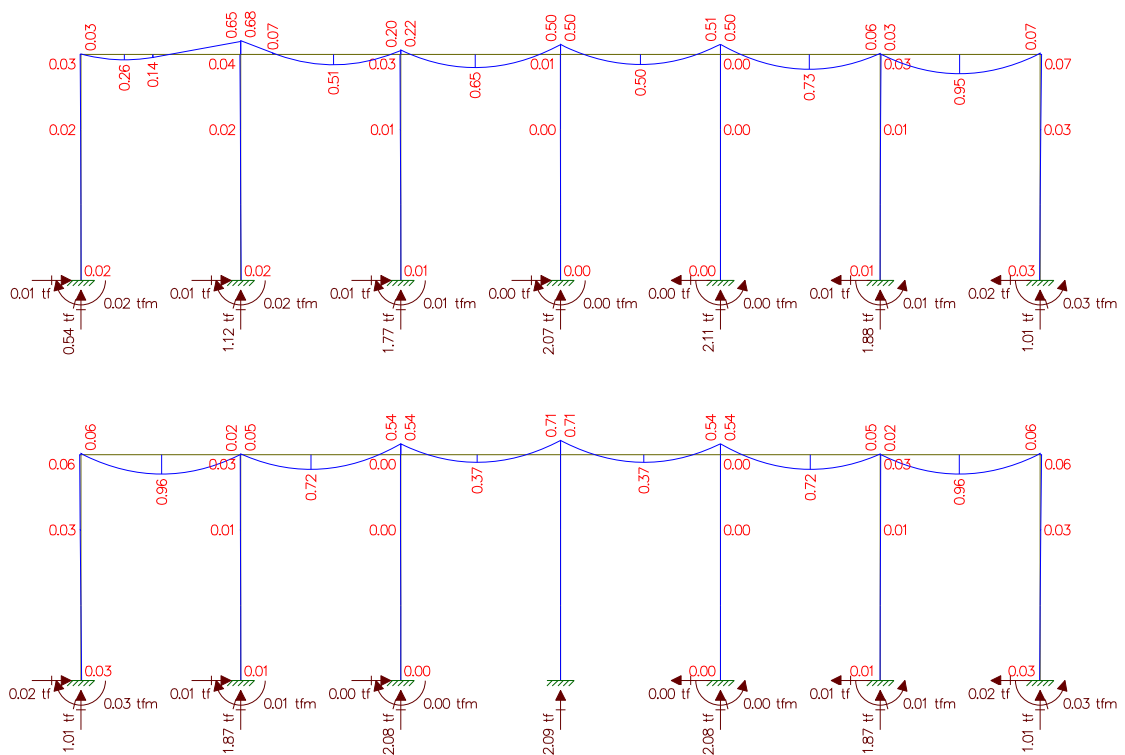 0.03
0.65
0.68
0.07
0.20
0.22
0.50
0.50
0.51
0.50
0.06
0.03
0.07
0.03
0.26
0.14
0.04
0.51
0.03
0.65
0.01
0.50
0.00
0.73
0.03
0.95
0.07
0.02
0.02
0.01
0.00
0.00
0.01
0.03
0.02
0.02
0.01
0.00
0.00
0.01
0.03
0.01 tf
0.02 tfm
0.01 tf
0.02 tfm
0.01 tf
0.01 tfm
0.00 tf
0.00 tfm
0.00 tf
0.00 tfm
0.01 tf
0.01 tfm
0.02 tf
0.03 tfm
0.54 tf
1.12 tf
1.77 tf
2.07 tf
2.11 tf
1.88 tf
1.01 tf
0.06
0.02
0.05
0.54
0.54
0.71
0.71
0.54
0.54
0.05
0.02
0.06
0.06
0.96
0.03
0.72
0.00
0.37
0.37
0.00
0.72
0.03
0.96
0.06
0.03
0.01
0.00
0.00
0.01
0.03
0.03
0.01
0.00
0.00
0.01
0.03
0.02 tf
0.03 tfm
0.01 tf
0.01 tfm
0.00 tf
0.00 tfm
0.00 tf
0.00 tfm
0.01 tf
0.01 tfm
0.02 tf
0.03 tfm
1.01 tf
1.87 tf
2.08 tf
2.09 tf
2.08 tf
1.87 tf
1.01 tf